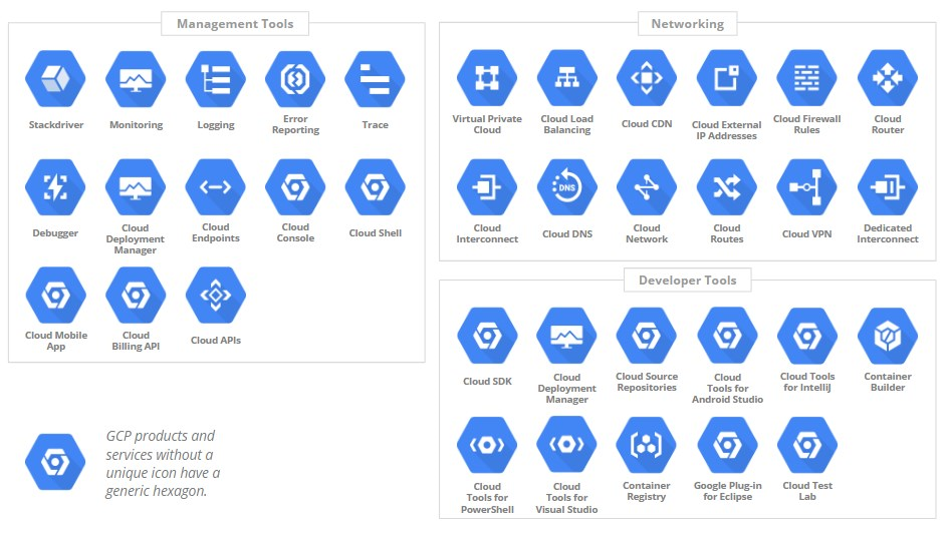 Management Tools
Stackdriver
Monitoring
Logging
Error
Reporting
Trace
Debugger
Cloud
Deployment
Manager
Cloud
Endpoints
Cloud
Console
Cloud Shell
Cloud Mobile
App
Cloud
Billing API
Cloud APIs
GCP products and
services without a
unique icon have a
generic hexagon.
Networking
Virtual Private
Cloud
Cloud Load
Balancing
Cloud CDN
Cloud External
IP Addresses
Cloud Firewall
Rules
Cloud
Router
Cloud
Interconnect
DNS
Cloud DNS
Cloud
Network
Cloud
Routes
Cloud VPN
Dedicated
Interconnect
Developer Tools
Cloud SDK
Cloud
Deployment
Manager
Cloud Source
Repositories
Cloud
Tools for
Android Studio
Cloud Tools
for IntelliJ
Container
Builder
Cloud
Tools for
PowerShell
Cloud
Tools for
Visual Studio
Container
Registry
Google Plug-in
for Eclipse
Cloud Test
Lab